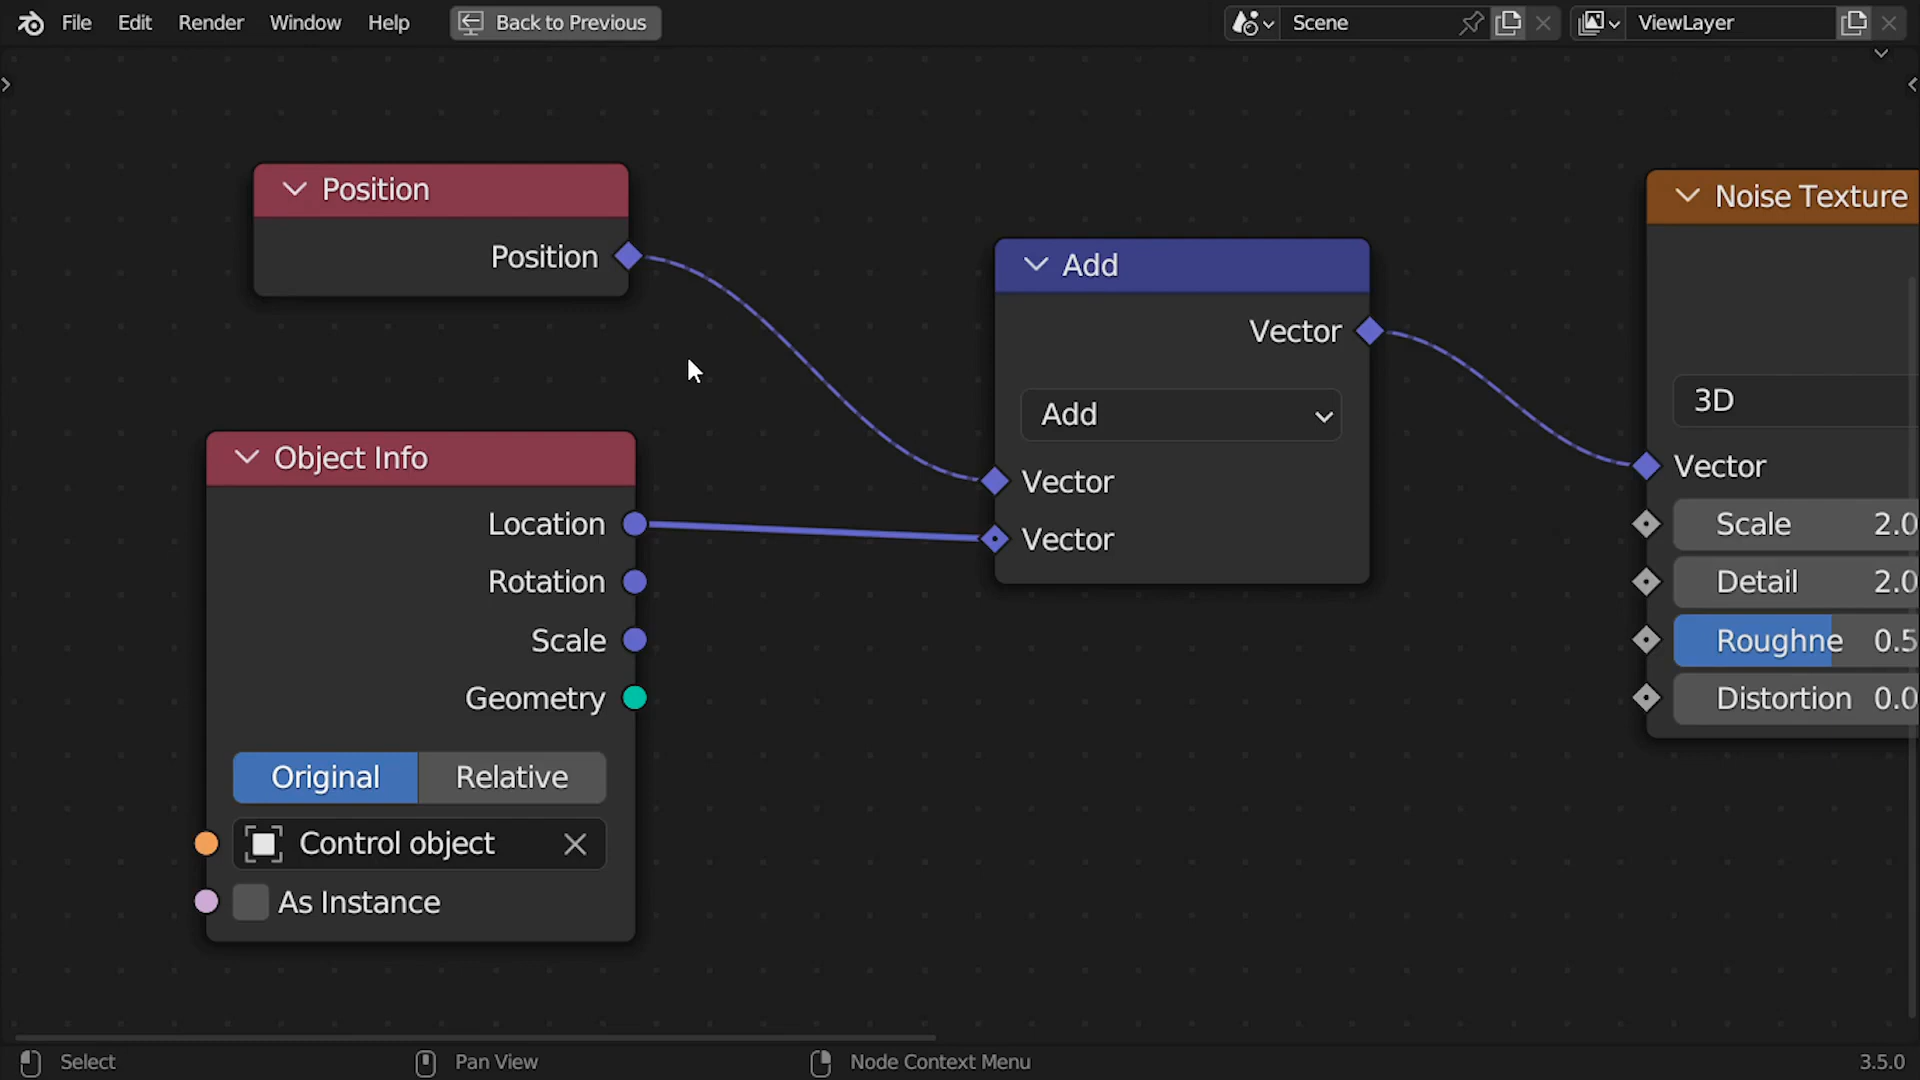 File Edit Render Window Help Back to Previous Scene ViewLayer
Position
Position
Object Info
Location
Rotation
Scale
Geometry
Original Relative
Control object
As Instance
Add
Vector
Add
Vector
Vector
Noise Texture
3D
Vector
Scale 2.0
Detail 2.0
Roughne 0.5
Distortion 0.0
Select Pan View Node Context Menu 3.5.0